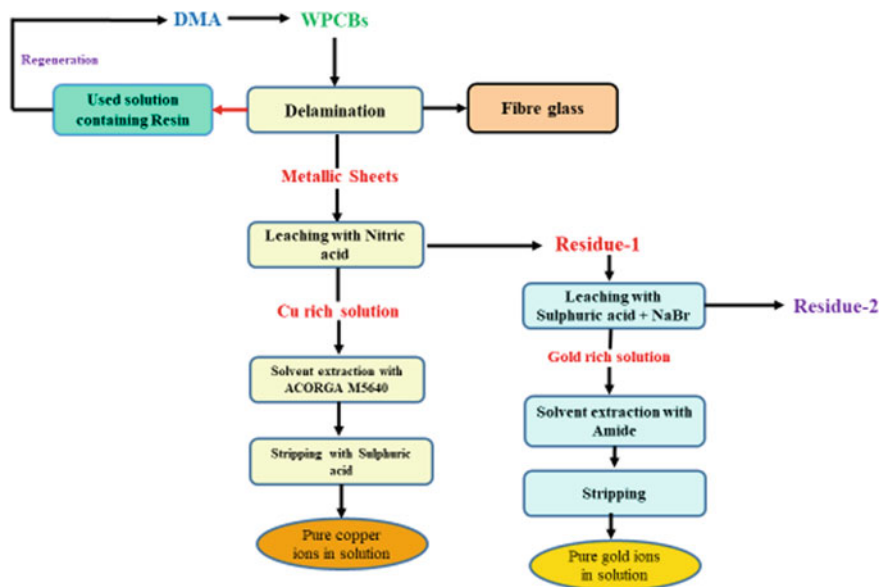 DMA
WPCBs
Regeneration
Used solution
containing Resin
Delamination
Fibre glass
Metallic Sheets
Leaching with Nitric
acid
Residue-1
Leaching with
Sulphuric acid + NaBr
Residue-2
Cu rich solution
Gold rich solution
Solvent extraction with
ACORGA M5640
Solvent extraction with
Amide
Stripping with Sulphuric
acid
Stripping
Pure copper
ions in solution
Pure gold ions
in solution